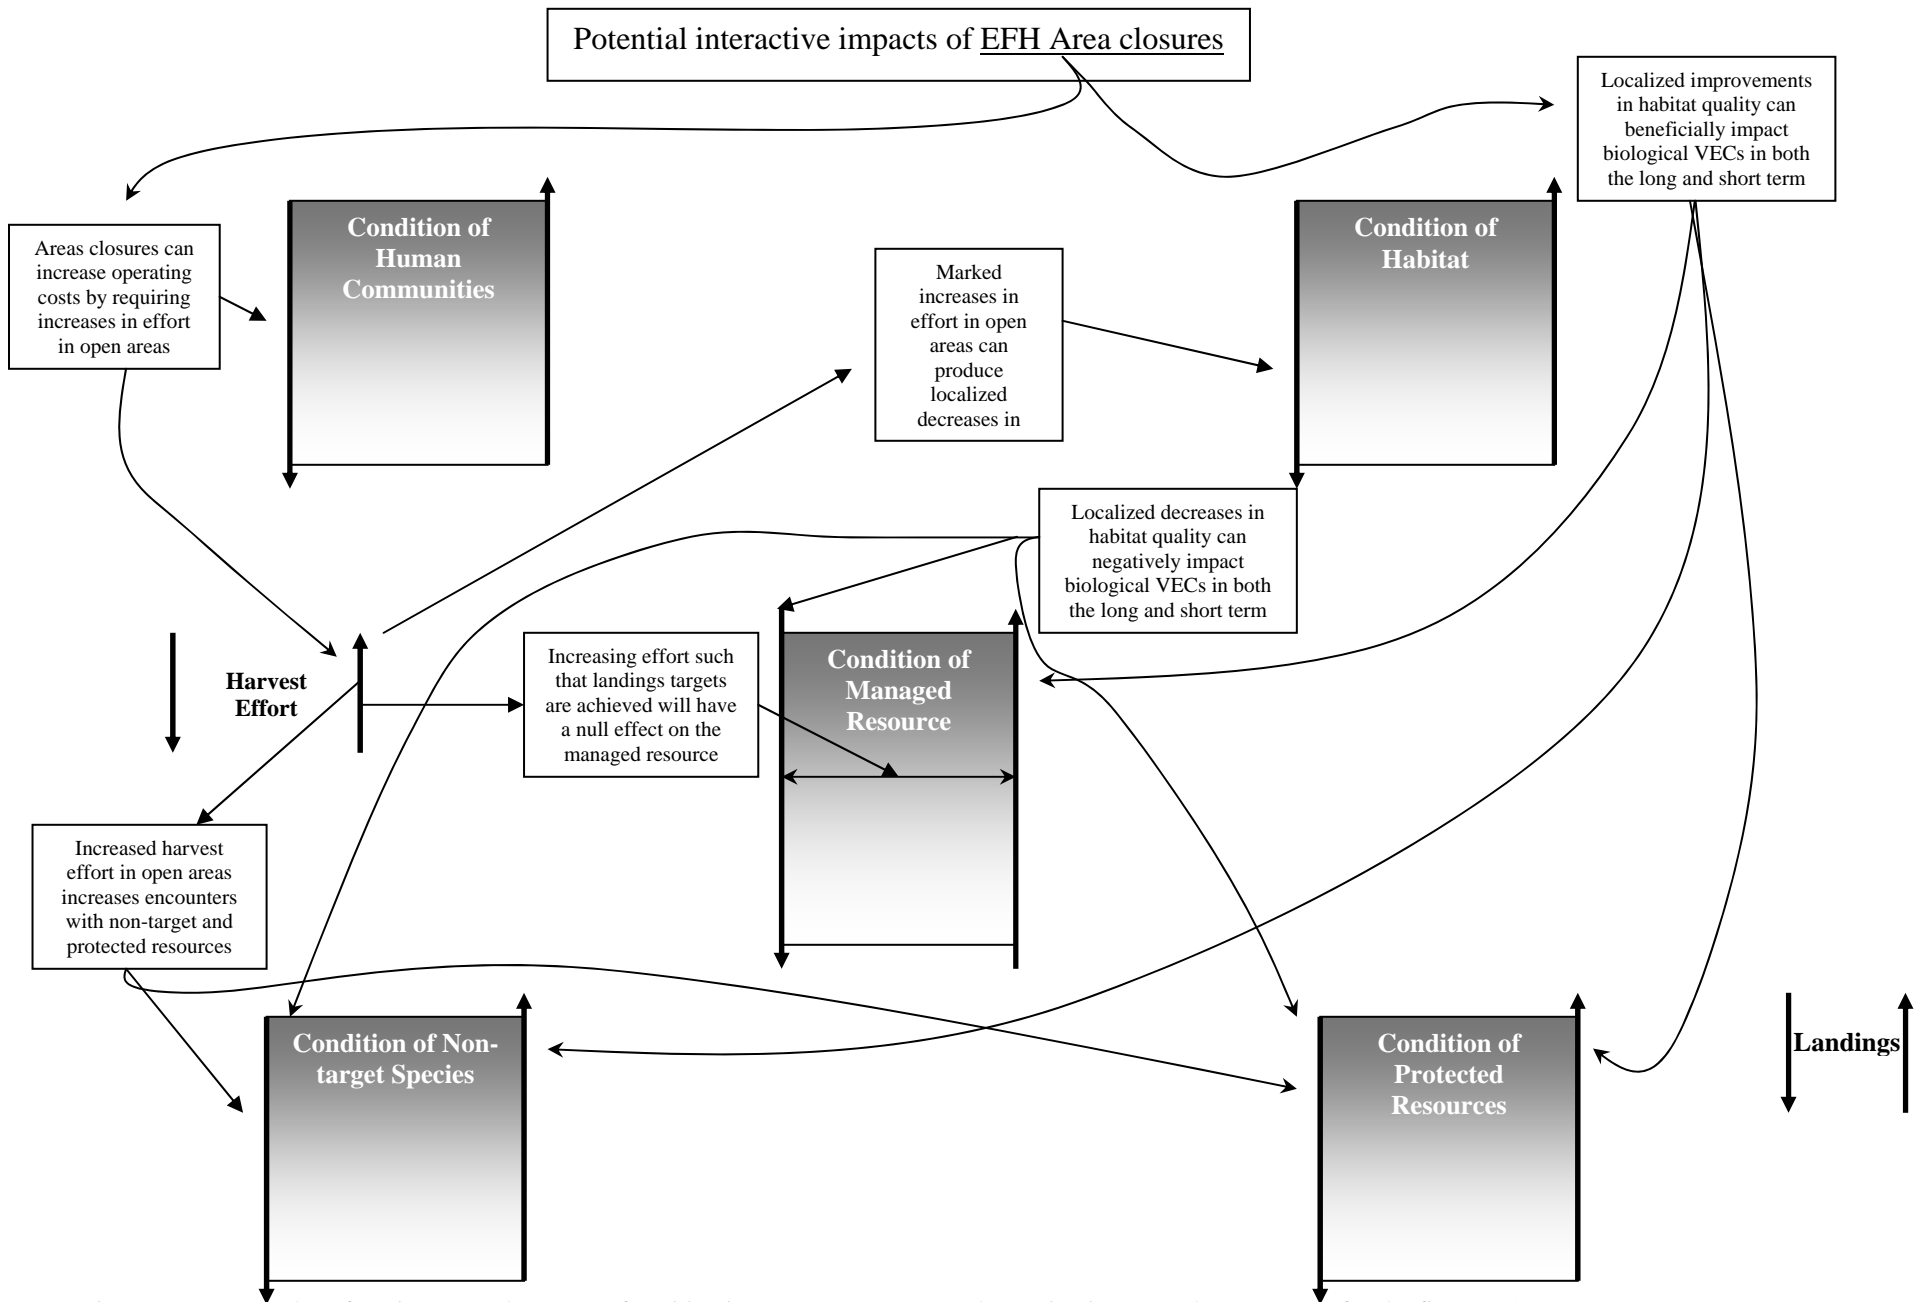 Potential interactive impacts of EFH Area closures
Localized improvements
in habitat quality can
beneficially impact
biological VECs in both
the long and short term
Areas closures can
increase operating
costs by requiring
increases in effort
in open areas
Condition of
Human
Communities
Marked
increases in
effort in open
areas can
produce
localized
decreases in
Condition of
Habitat
Localized decreases in
habitat quality can
negatively impact
biological VECs in both
the long and short term
Harvest
Effort
Increasing effort such
that landings targets
are achieved will have
a null effect on the
managed resource
Condition of
Managed
Resource
Increased harvest
effort in open areas
increases encounters
with non-target and
protected resources
Condition of Non-
target Species
Condition of
Protected
Resources
Landings